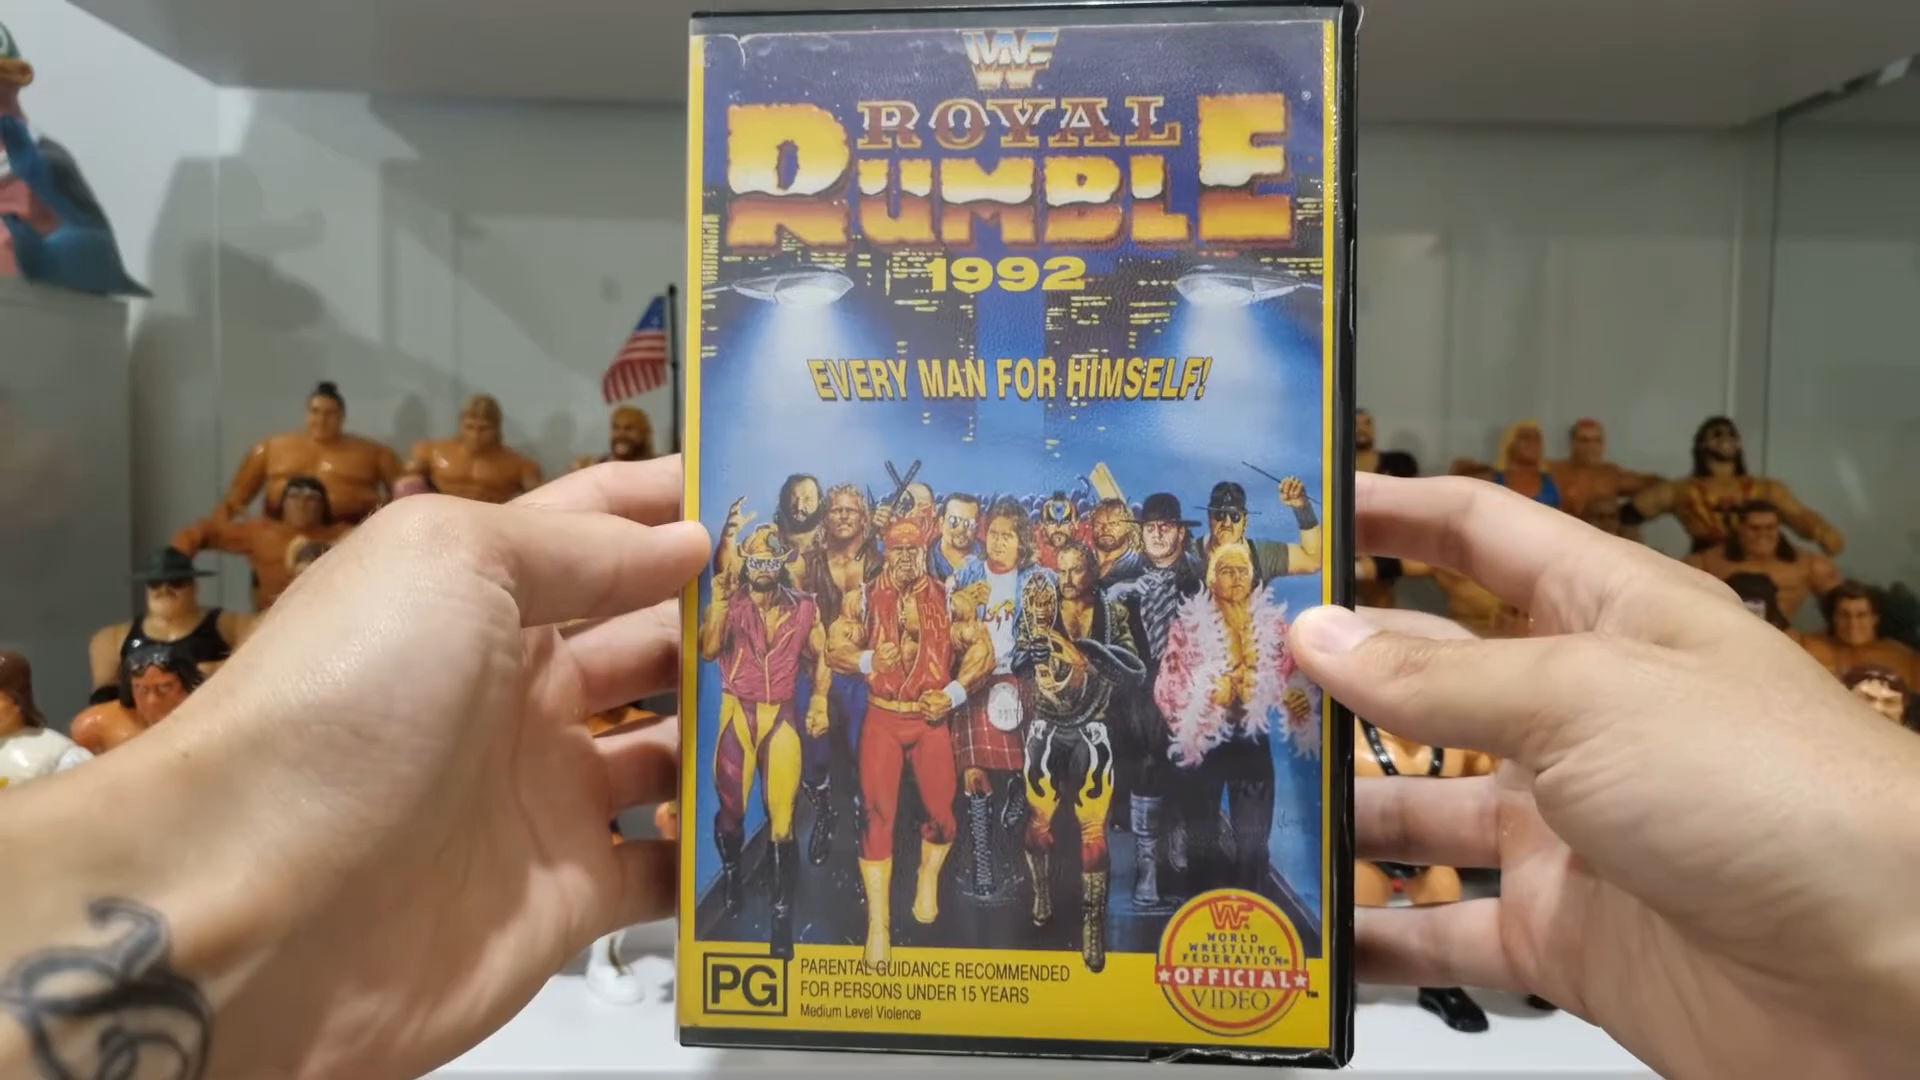 WWF
ROYAL
RUMBLE
1992
EVERY MAN FOR HIMSELF!
PG
PARENTAL GUIDANCE RECOMMENDED
FOR PERSONS UNDER 15 YEARS
Medium Level Violence
WF
WORLD
WRESTLING
FEDERATION®
★OFFICIAL★
VIDEO™